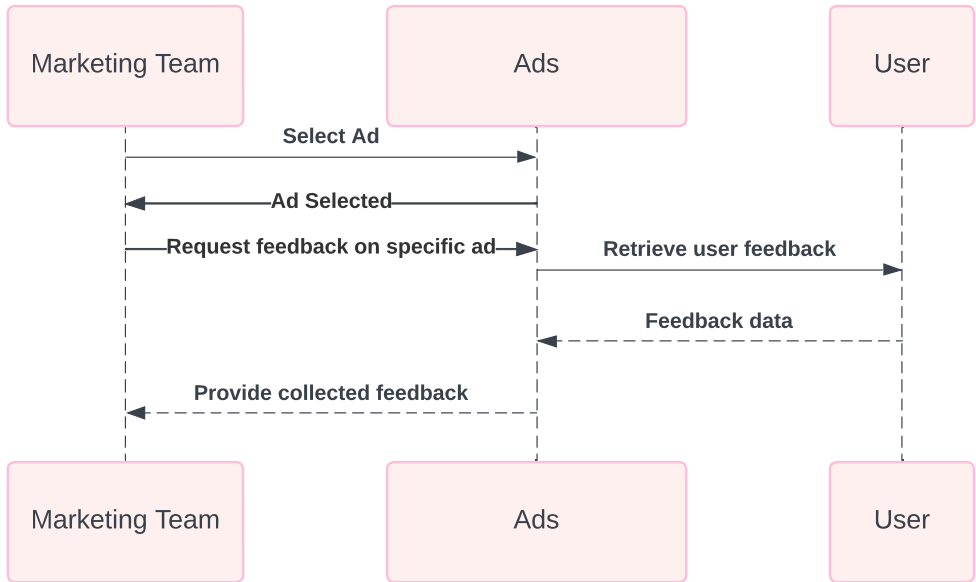 Marketing Team
Ads
User
Select Ad
Ad Selected
Request feedback on specific ad
Retrieve user feedback
Feedback data
Provide collected feedback
Marketing Team
Ads
User